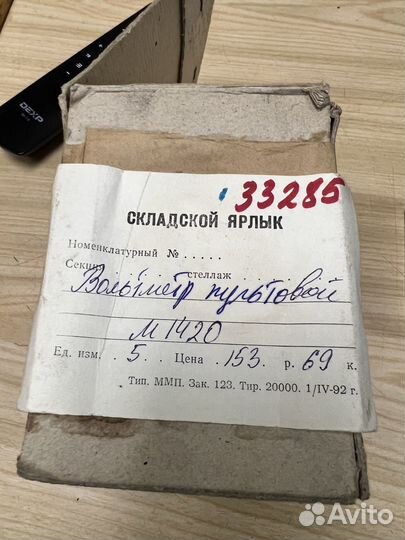 DEXP
33285
СКЛАДСКОЙ ЯРЛЫК
Номенклатурный № . . . . .
Секция . . . . . стеллаж . . . . .
Вольтметр пультовой
М1420
Ед. изм. . 5 . Цена . 153 . р. 69 к.
Тип. ММП. Зак. 123. Тир. 20000. 1/IV-92 г.
Avito